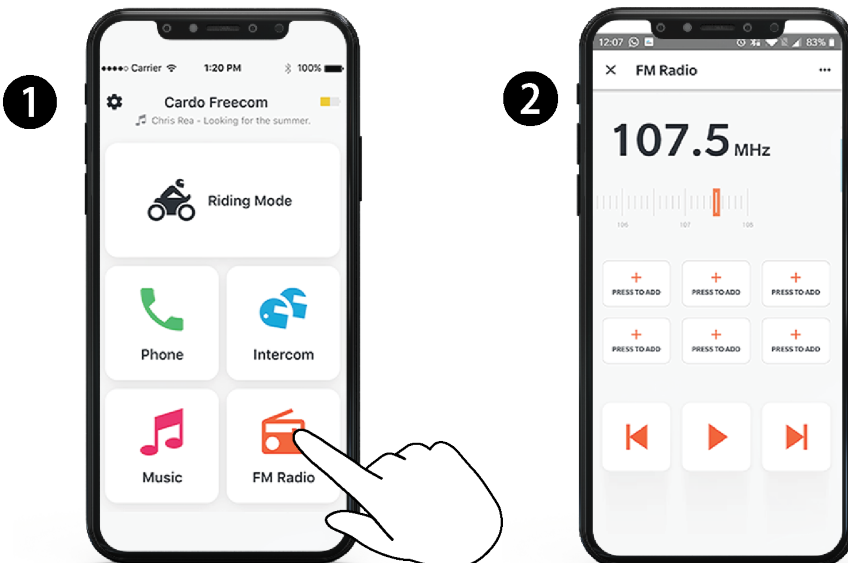 1
Carrier
1:20 PM
100%
Cardo Freecom
Chris Rea - Looking for the summer.
Riding Mode
Phone
Intercom
Music
FM Radio
2
12:07
83%
FM Radio
107.5 MHz
106 107 105
+ + +
PRESS TO ADD PRESS TO ADD PRESS TO ADD
+ + +
PRESS TO ADD PRESS TO ADD PRESS TO ADD